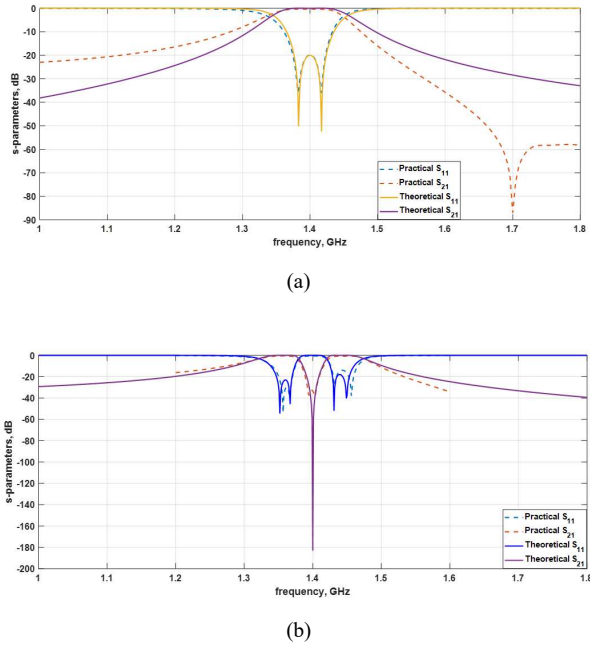 0
-10
-20
-30
-40
-50
-60
-70
-80
-90
s-parameters, dB
Practical S11
Practical S21
Theoretical S11
Theoretical S21
1 1.1 1.2 1.3 1.4 1.5 1.6 1.7 1.8
frequency, GHz
(a)
0
-20
-40
-60
-80
-100
-120
-140
-160
-180
-200
s-parameters, dB
Practical S11
Practical S21
Theoretical S11
Theoretical S21
1 1.1 1.2 1.3 1.4 1.5 1.6 1.7 1.8
frequency, GHz
(b)